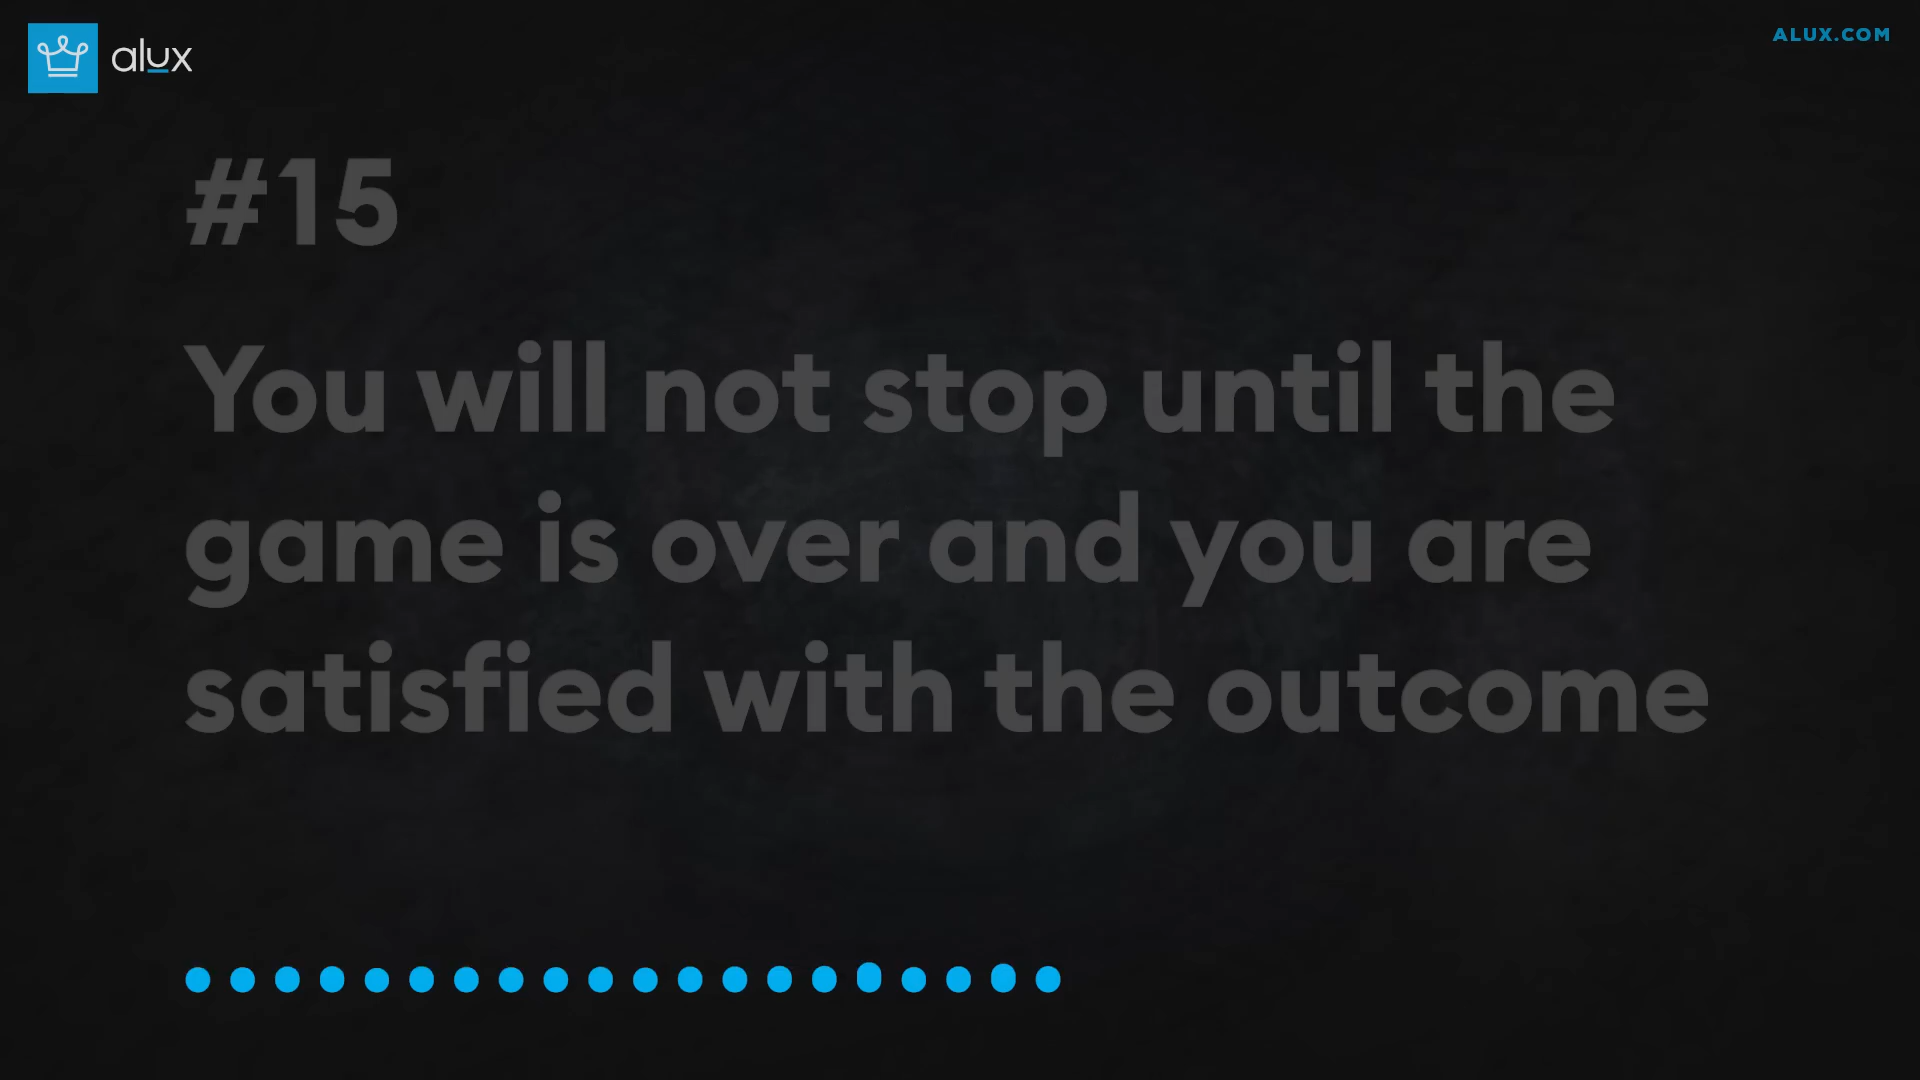 alux
ALUX.COM
#15
You will not stop until the
game is over and you are
satisfied with the outcome